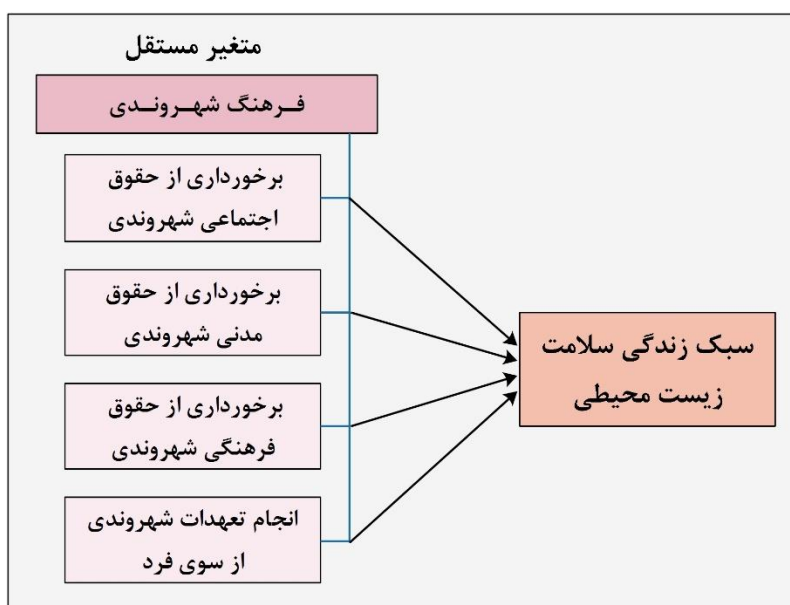 متغیر مستقل
فـرهنگ شهـرونـدی
برخورداری از حقوق
اجتماعی شهروندی
برخورداری از حقوق
مدنی شهروندی
برخورداری از حقوق
فرهنگی شهروندی
انجام تعهدات شهروندی
از سوی فرد
سبک زندگی سلامت
زیست محیطی